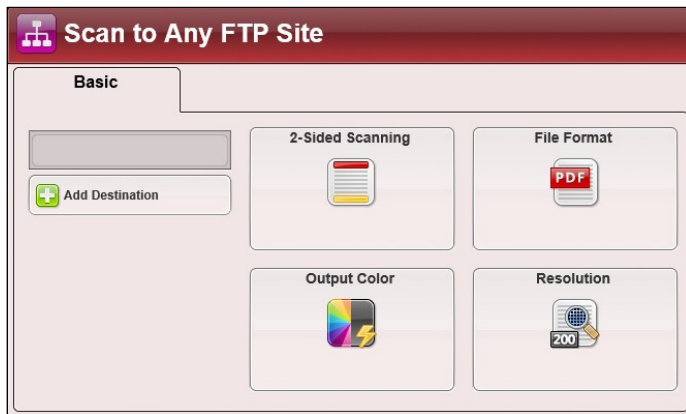 Scan to Any FTP Site
Basic
2-Sided Scanning
File Format
PDF
Add Destination
Output Color
Resolution
200